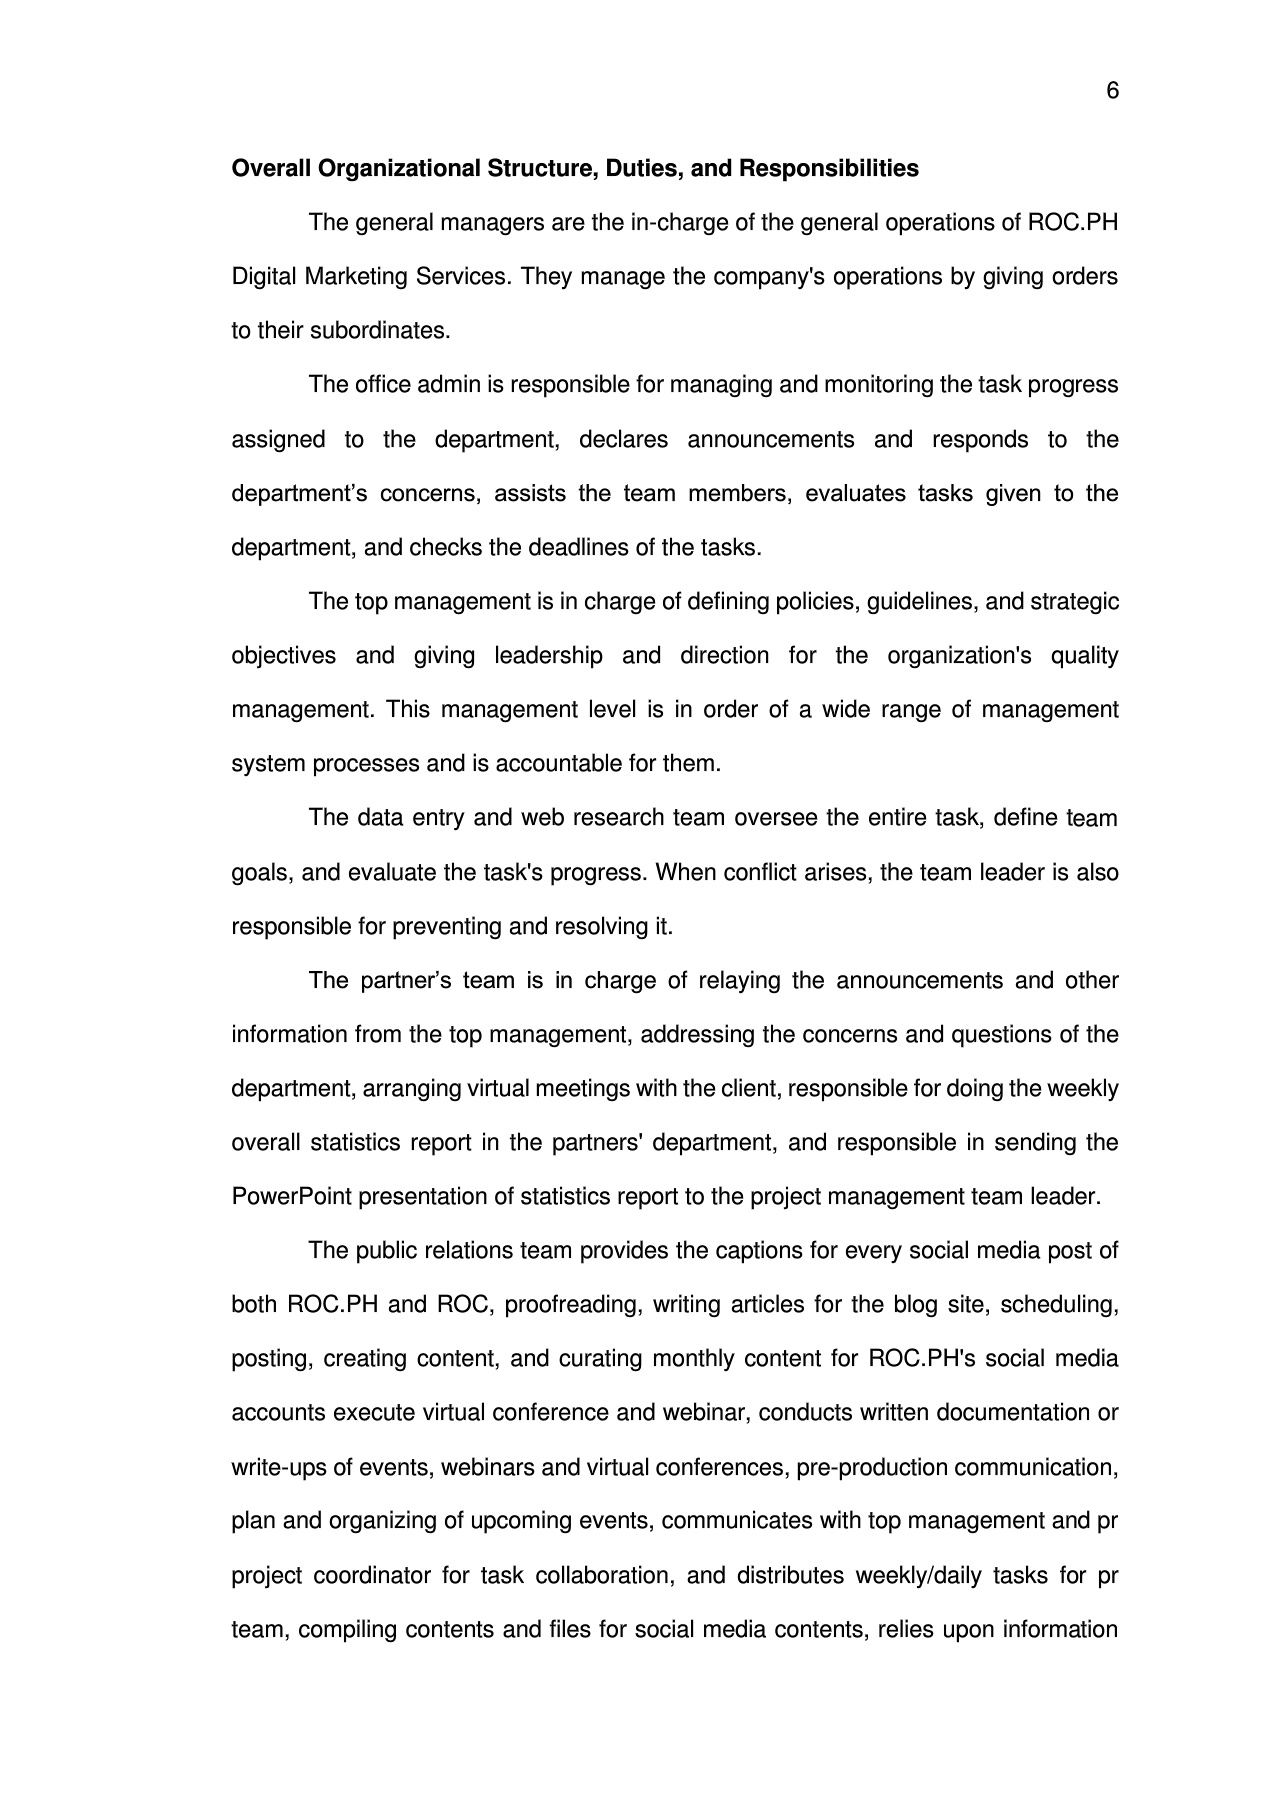 6
Overall Organizational Structure, Duties, and Responsibilities
The general managers are the in-charge of the general operations of ROC.PH
Digital Marketing Services. They manage the company's operations by giving orders
to their subordinates.
The office admin is responsible for managing and monitoring the task progress
assigned to the department, declares announcements and responds to the
department’s concerns, assists the team members, evaluates tasks given to the
department, and checks the deadlines of the tasks.
The top management is in charge of defining policies, guidelines, and strategic
objectives and giving leadership and direction for the organization's quality
management. This management level is in order of a wide range of management
system processes and is accountable for them.
The data entry and web research team oversee the entire task, define team
goals, and evaluate the task's progress. When conflict arises, the team leader is also
responsible for preventing and resolving it.
The partner’s team is in charge of relaying the announcements and other
information from the top management, addressing the concerns and questions of the
department, arranging virtual meetings with the client, responsible for doing the weekly
overall statistics report in the partners' department, and responsible in sending the
PowerPoint presentation of statistics report to the project management team leader.
The public relations team provides the captions for every social media post of
both ROC.PH and ROC, proofreading, writing articles for the blog site, scheduling,
posting, creating content, and curating monthly content for ROC.PH's social media
accounts execute virtual conference and webinar, conducts written documentation or
write-ups of events, webinars and virtual conferences, pre-production communication,
plan and organizing of upcoming events, communicates with top management and pr
project coordinator for task collaboration, and distributes weekly/daily tasks for pr
team, compiling contents and files for social media contents, relies upon information